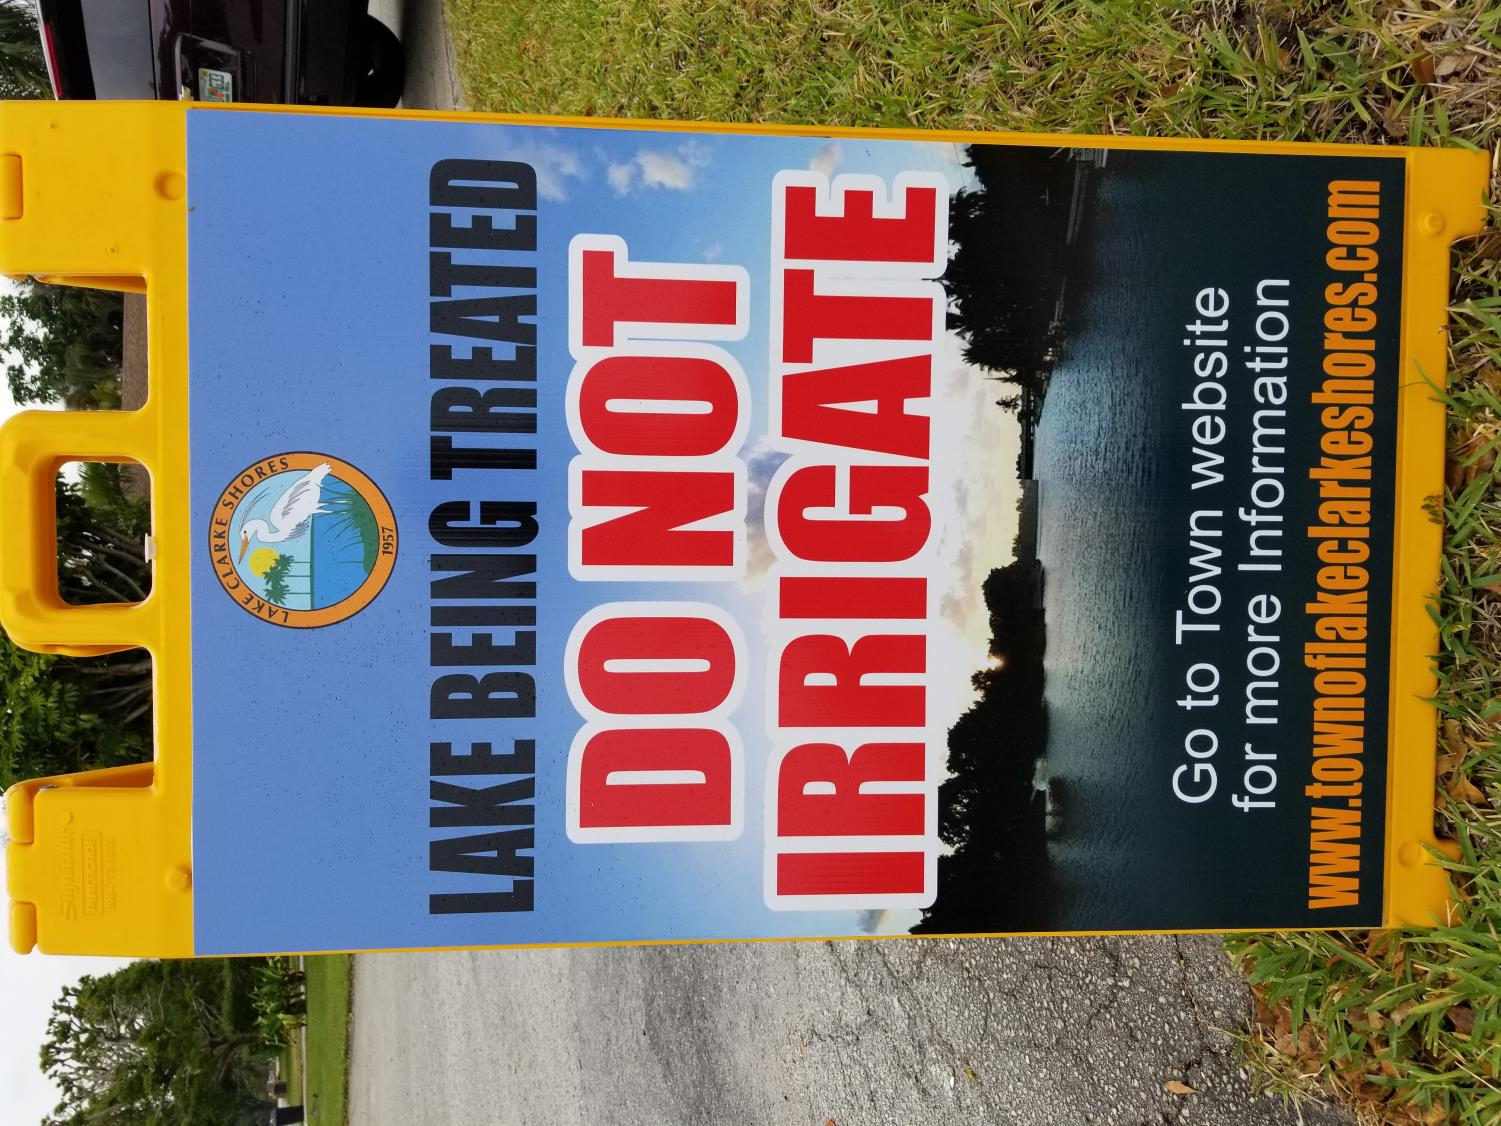 LAKE CLARKE SHORES
1957
LAKE BEING TREATED
DO NOT
IRRIGATE
Go to Town website
for more Information
www.townoflakeclarkeshores.com